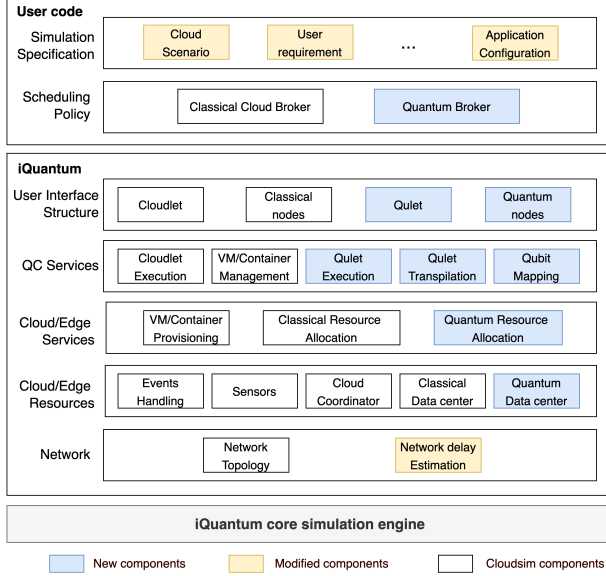 User code
Simulation
Specification
Cloud
Scenario
User
requirement
...
Application
Configuration
Scheduling
Policy
Classical Cloud Broker
Quantum Broker
iQuantum
User Interface
Structure
Cloudlet
Classical
nodes
Qulet
Quantum
nodes
QC Services
Cloudlet
Execution
VM/Container
Management
Qulet
Execution
Qulet
Transpilation
Qubit
Mapping
Cloud/Edge
Services
VM/Container
Provisioning
Classical Resource
Allocation
Quantum Resource
Allocation
Cloud/Edge
Resources
Events
Handling
Sensors
Cloud
Coordinator
Classical
Data center
Quantum
Data center
Network
Network
Topology
Network delay
Estimation
iQuantum core simulation engine
New components
Modified components
Cloudsim components